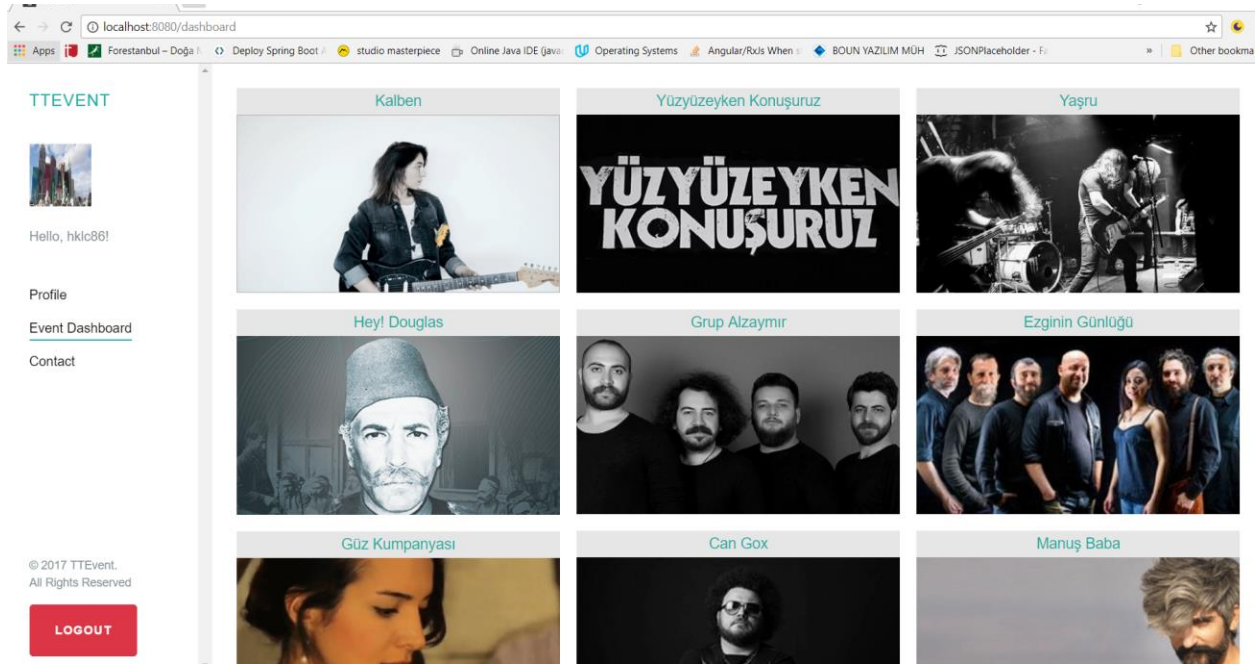 localhost:8080/dashboard
Apps
Forestanbul – Doğa
Deploy Spring Boot
studio masterpiece
Online Java IDE (java
Operating Systems
Angular/RxJs When
BOUN YAZILIM MÜH
JSONPlaceholder -
»
Other bookma
TTEVENT
Hello, hklc86!
Profile
Event Dashboard
Contact
© 2017 TTEvent.
All Rights Reserved
LOGOUT
Kalben
Yüzyüzeyken Konuşuruz
Yaşru
YÜZYÜZEYKEN
KONUŞURUZ
Hey! Douglas
Grup Alzaymır
Ezginin Günlüğü
Güz Kumpanyası
Can Gox
Manuş Baba